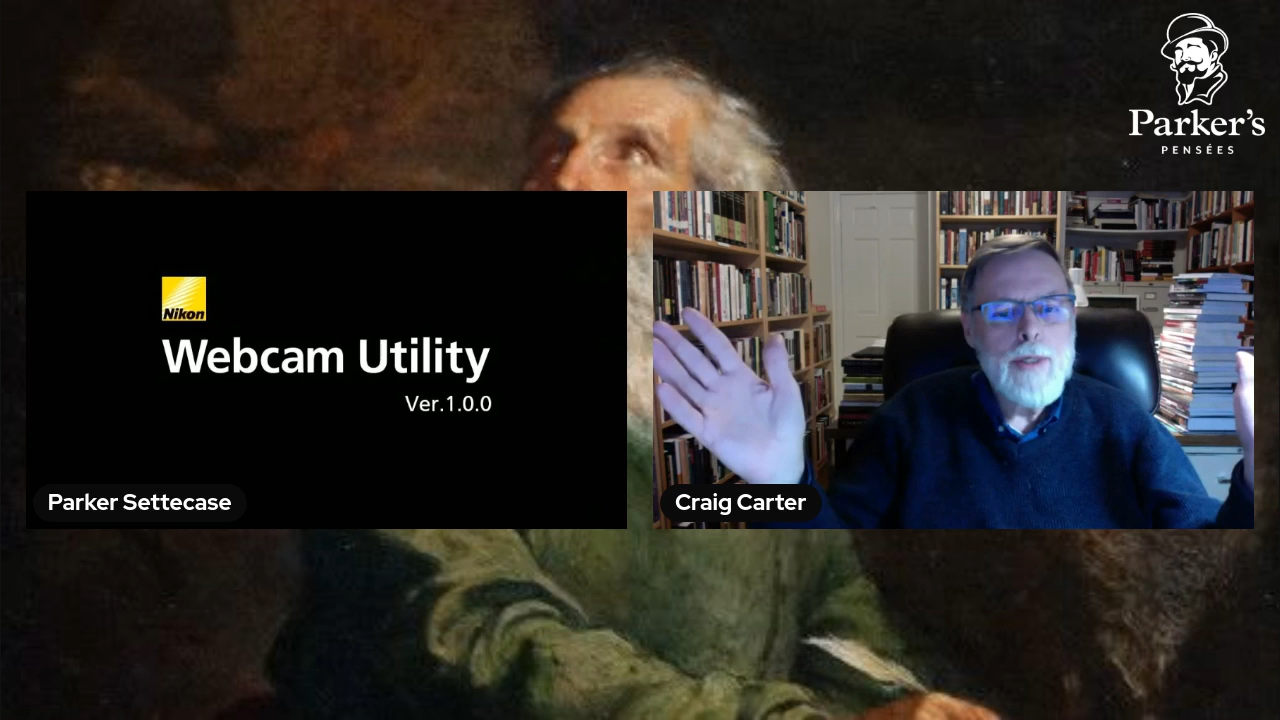 Parker's
PENSÉES
Nikon
Webcam Utility
Ver.1.0.0
Parker Settecase
Craig Carter